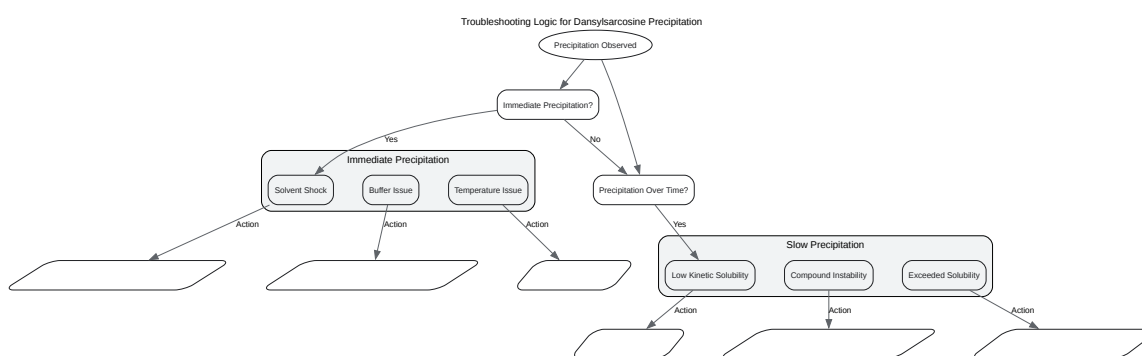 Troubleshooting Logic for Dansylsarcosine Precipitation
Precipitation Observed
Immediate Precipitation?
Yes
No
Immediate Precipitation
Solvent Shock
Buffer Issue
Temperature Issue
Precipitation Over Time?
Action
Action
Action
Yes
Slow Precipitation
Low Kinetic Solubility
Compound Instability
Exceeded Solubility
Action
Action
Action